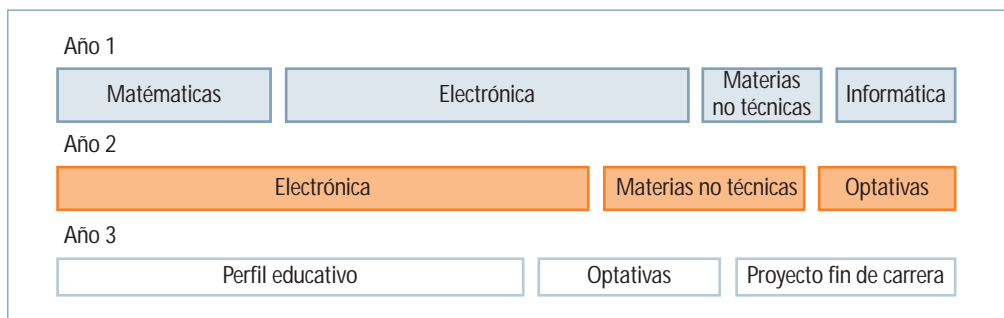 Año 1
Matématicas
Electrónica
Materias
no técnicas
Informática
Año 2
Electrónica
Materias no técnicas
Optativas
Año 3
Perfil educativo
Optativas
Proyecto fin de carrera